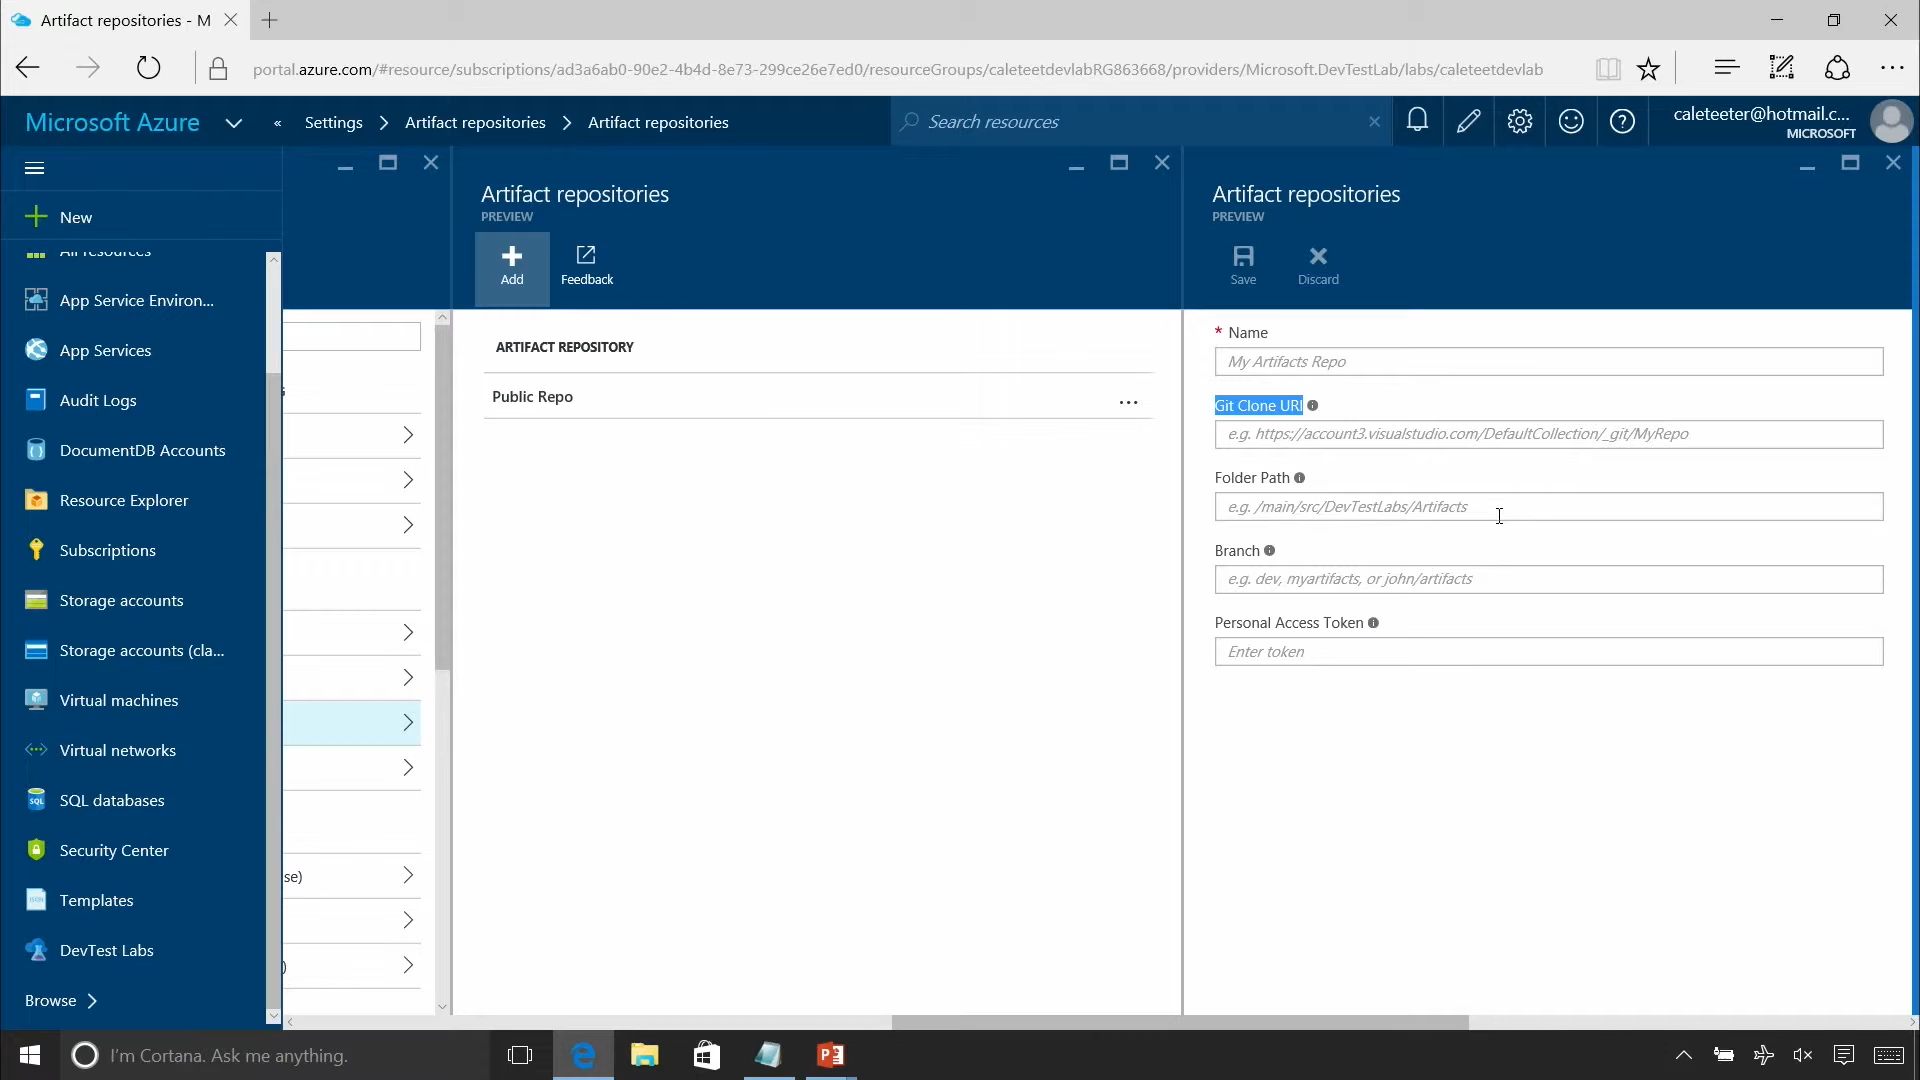 Artifact repositories - M
portal.azure.com/#resource/subscriptions/ad3a6ab0-90e2-4b4d-8e73-299ce26e7ed0/resourceGroups/caleteetdevlabRG863668/providers/Microsoft.DevTestLab/labs/caleteetdevlab
Microsoft Azure
« Settings > Artifact repositories > Artifact repositories
Search resources
caleteeter@hotmail.c...
MICROSOFT
New
All resources
App Service Environ...
App Services
Audit Logs
DocumentDB Accounts
Resource Explorer
Subscriptions
Storage accounts
Storage accounts (cla...
Virtual machines
Virtual networks
SQL databases
Security Center
Templates
DevTest Labs
Browse >
se)
)
Artifact repositories
PREVIEW
Add
Feedback
ARTIFACT REPOSITORY
Public Repo
...
Artifact repositories
PREVIEW
Save
Discard
* Name
My Artifacts Repo
Git Clone URI
e.g. https://account3.visualstudio.com/DefaultCollection/_git/MyRepo
Folder Path
e.g. /main/src/DevTestLabs/Artifacts
Branch
e.g. dev, myartifacts, or john/artifacts
Personal Access Token
Enter token
I'm Cortana. Ask me anything.